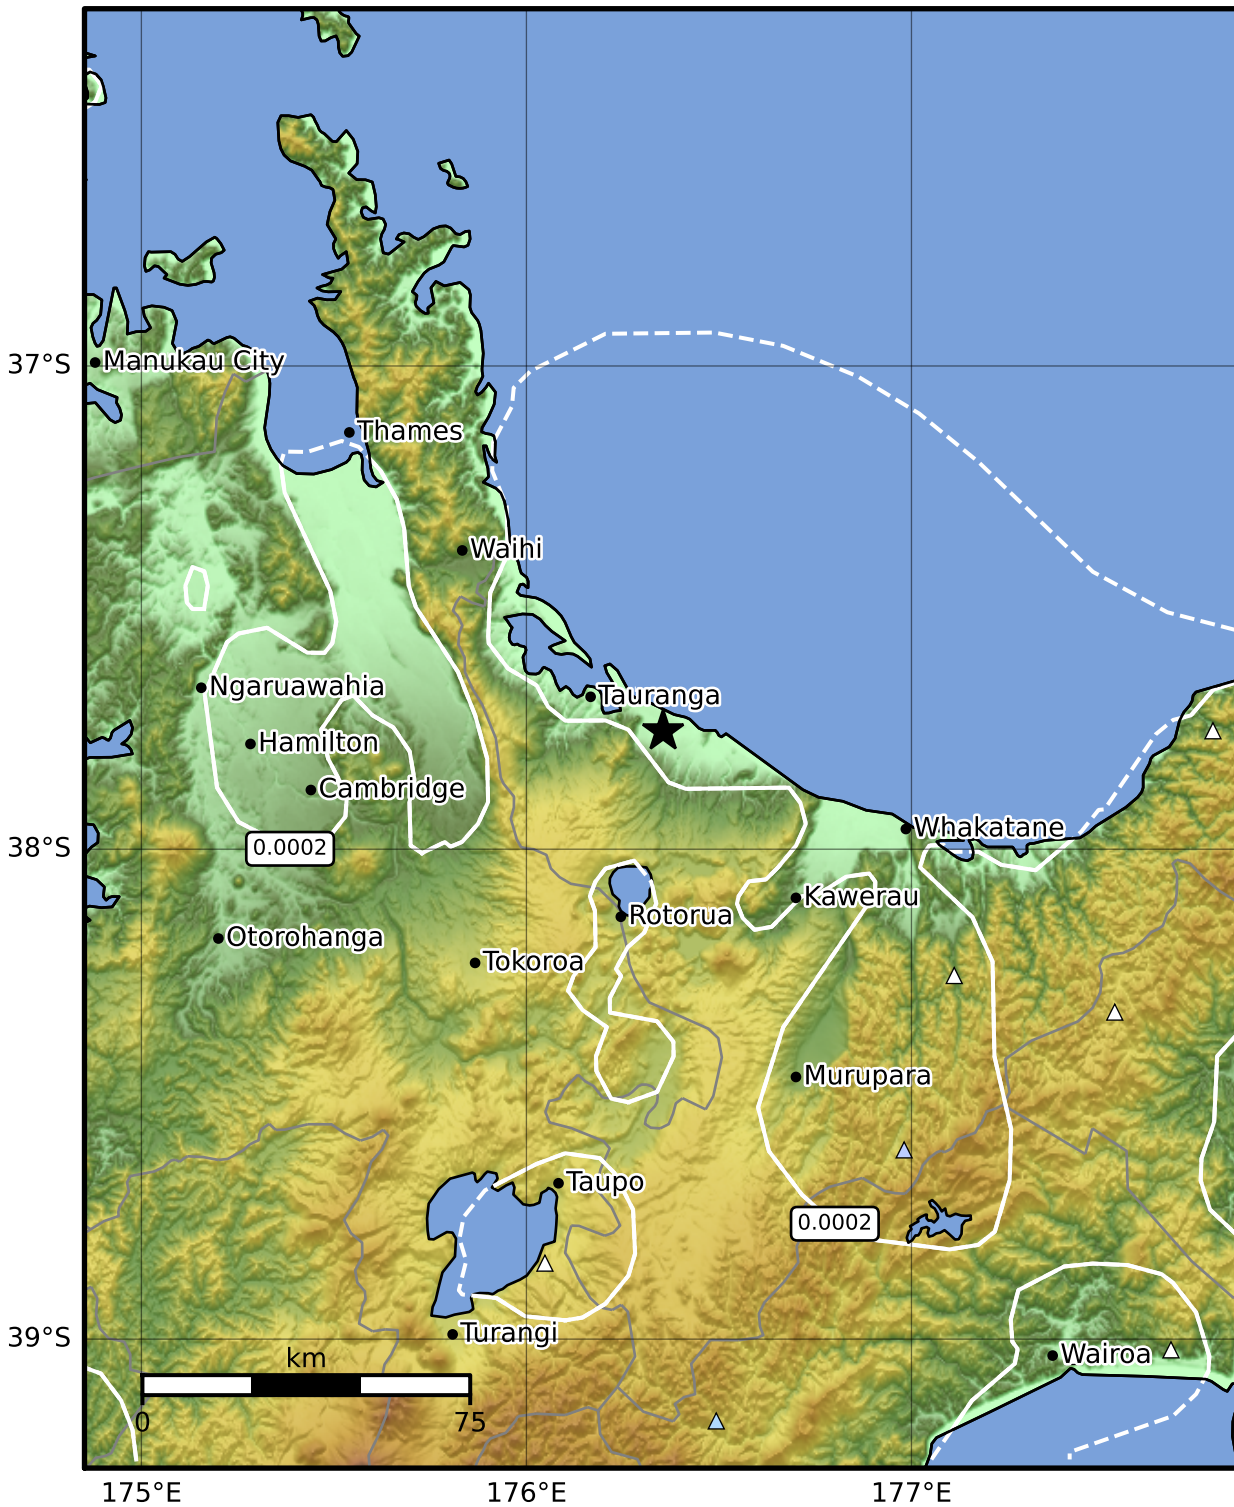 37°S
Manukau City
Thames
Waihi
Ngaruawahia
Tauranga
Hamilton
Cambridge
Whakatane
38°S
0.0002
Kawerau
Rotorua
Otorohanga
Tokoroa
Murupara
Taupo
0.0002
39°S
Turangi
Wairoa
km
0
75
175°E
176°E
177°E